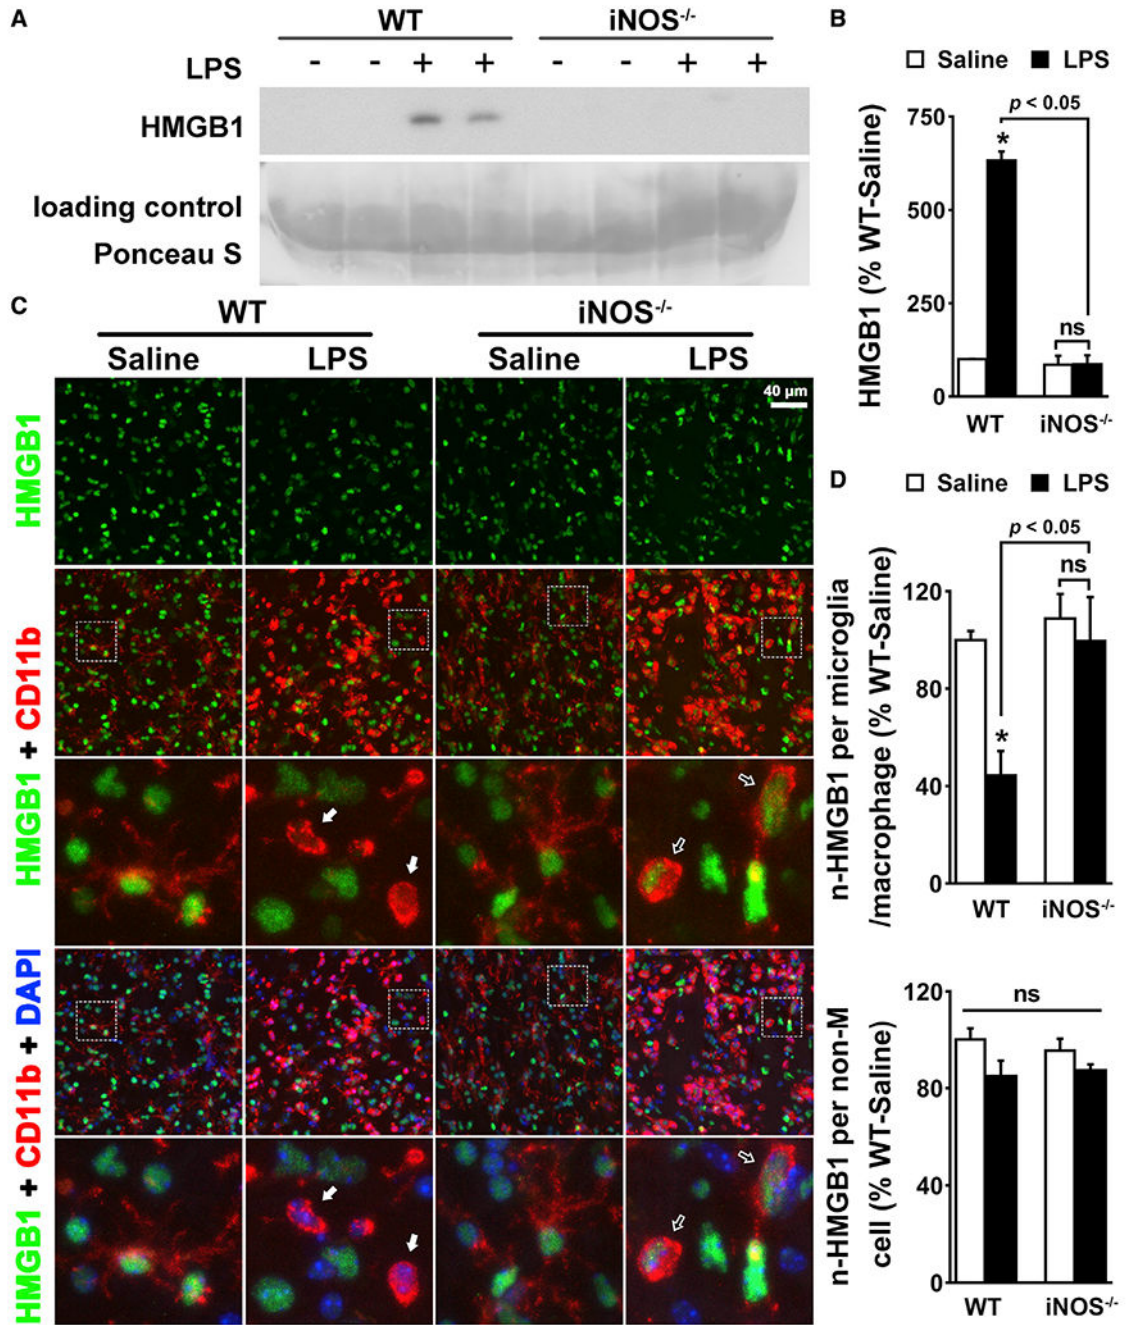 A
WT
iNOS-/-
LPS
- - + + - - + +
HMGB1
loading control
Ponceau S
B
Saline LPS
HMGB1 (% WT-Saline)
750
500
250
0
p < 0.05
*
ns
WT iNOS-/-
C
WT iNOS-/-
Saline LPS Saline LPS
40 µm
HMGB1
HMGB1 + CD11b
HMGB1 + CD11b + DAPI
D
Saline LPS
n-HMGB1 per microglia
/macrophage (% WT-Saline)
120
80
40
0
p < 0.05
ns
*
WT iNOS-/-
n-HMGB1 per non-M
cell (% WT-Saline)
120
80
40
0
ns
WT iNOS-/-